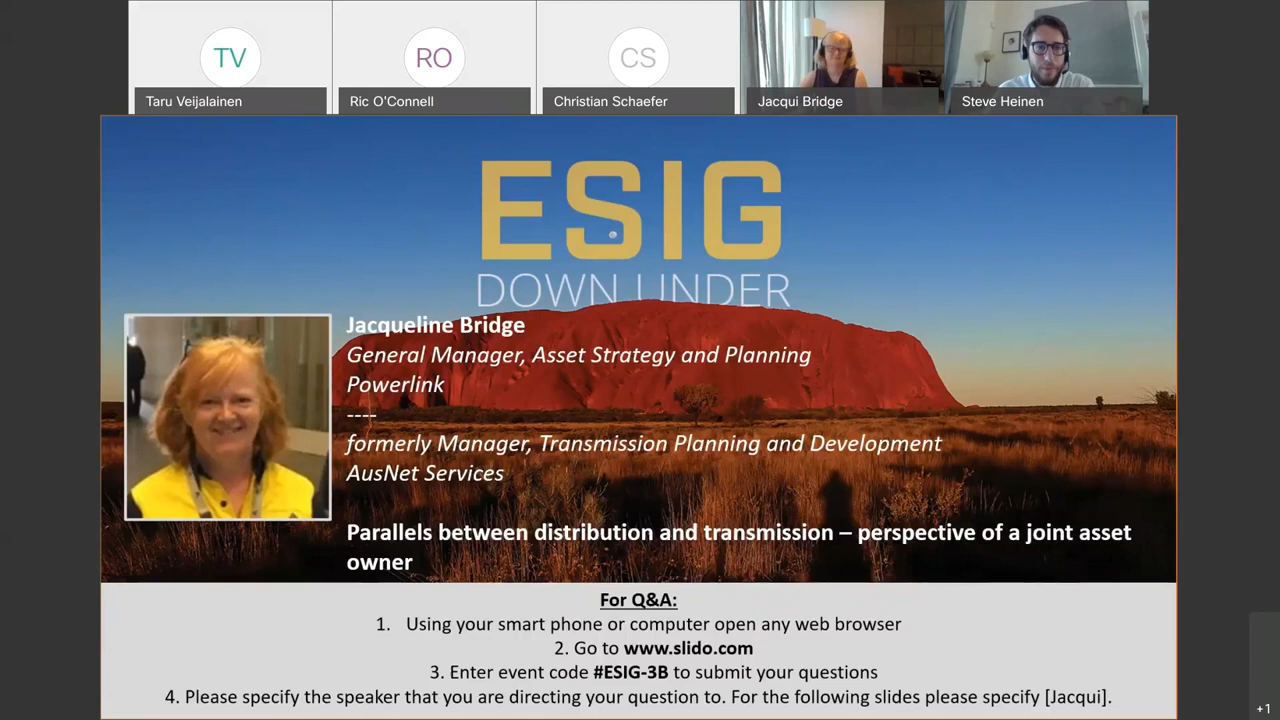 TV
RO
CS
Taru Veijalainen
Ric O'Connell
Christian Schaefer
Jacqui Bridge
Steve Heinen
ESIG
DOWN UNDER
Jacqueline Bridge
General Manager, Asset Strategy and Planning
Powerlink
----
formerly Manager, Transmission Planning and Development
AusNet Services
Parallels between distribution and transmission – perspective of a joint asset
owner
For Q&A:
1. Using your smart phone or computer open any web browser
2. Go to www.slido.com
3. Enter event code #ESIG-3B to submit your questions
4. Please specify the speaker that you are directing your question to. For the following slides please specify [Jacqui].
+1